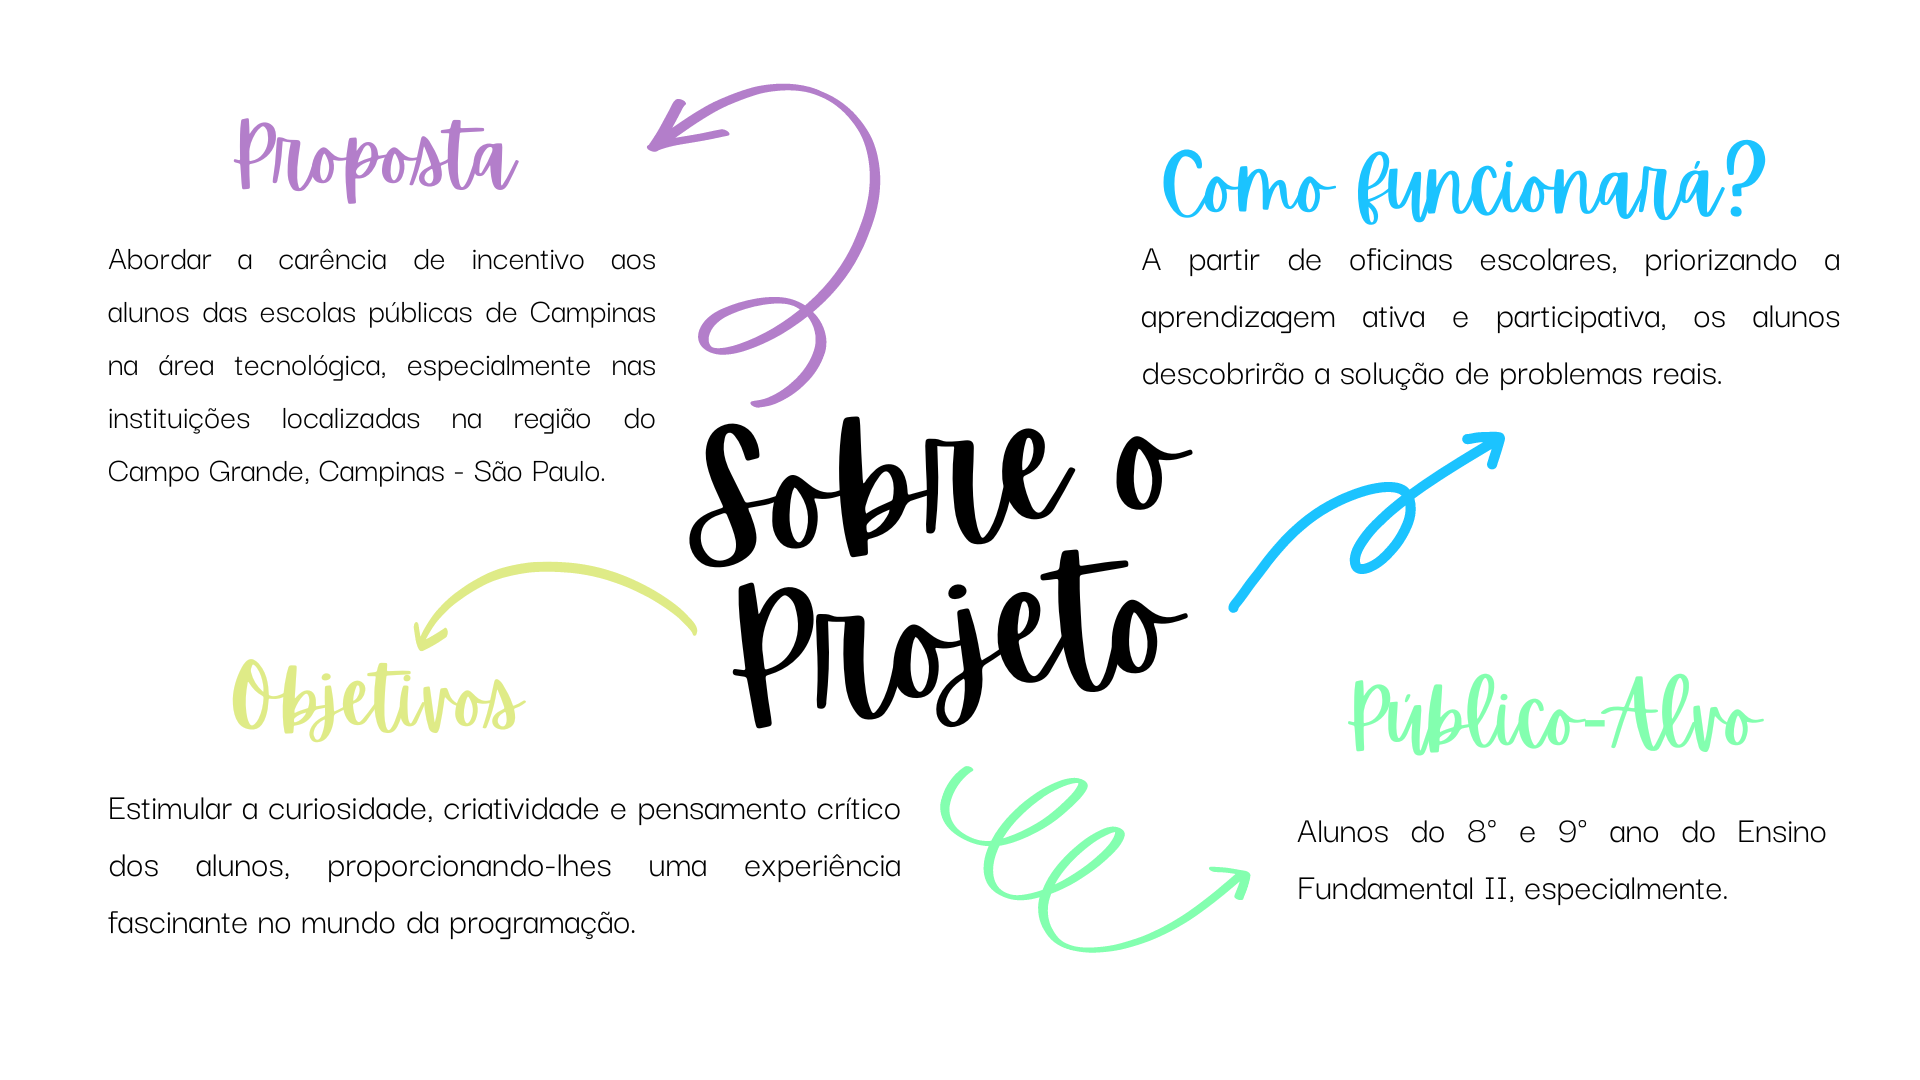 Proposta
Abordar a carência de incentivo aos
alunos das escolas públicas de Campinas
na área tecnológica, especialmente nas
instituições localizadas na região do
Campo Grande, Campinas - São Paulo.
Como funcionará?
A partir de oficinas escolares, priorizando a
aprendizagem ativa e participativa, os alunos
descobrirão a solução de problemas reais.
Sobre o
Projeto
Objetivos
Estimular a curiosidade, criatividade e pensamento crítico
dos alunos, proporcionando-lhes uma experiência
fascinante no mundo da programação.
Público-Alvo
Alunos do 8° e 9° ano do Ensino
Fundamental II, especialmente.